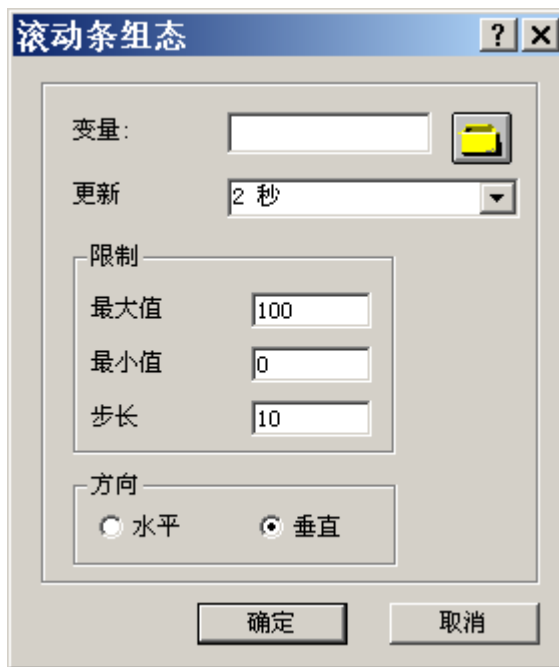 滚动条组态
变量:
更新 2 秒
限制
最大值 100
最小值 0
步长 10
方向
水平 垂直
确定 取消